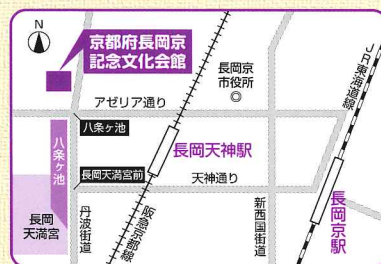 N
京都府長岡京
記念文化会館
長岡京
市役所
◎
JR東海道線
アゼリア通り
八条ヶ池
八条ヶ池
長岡天神駅
長岡天満宮前
天神通り
長岡
天満宮
丹波街道
阪急京都線
新西国街道
長岡京駅